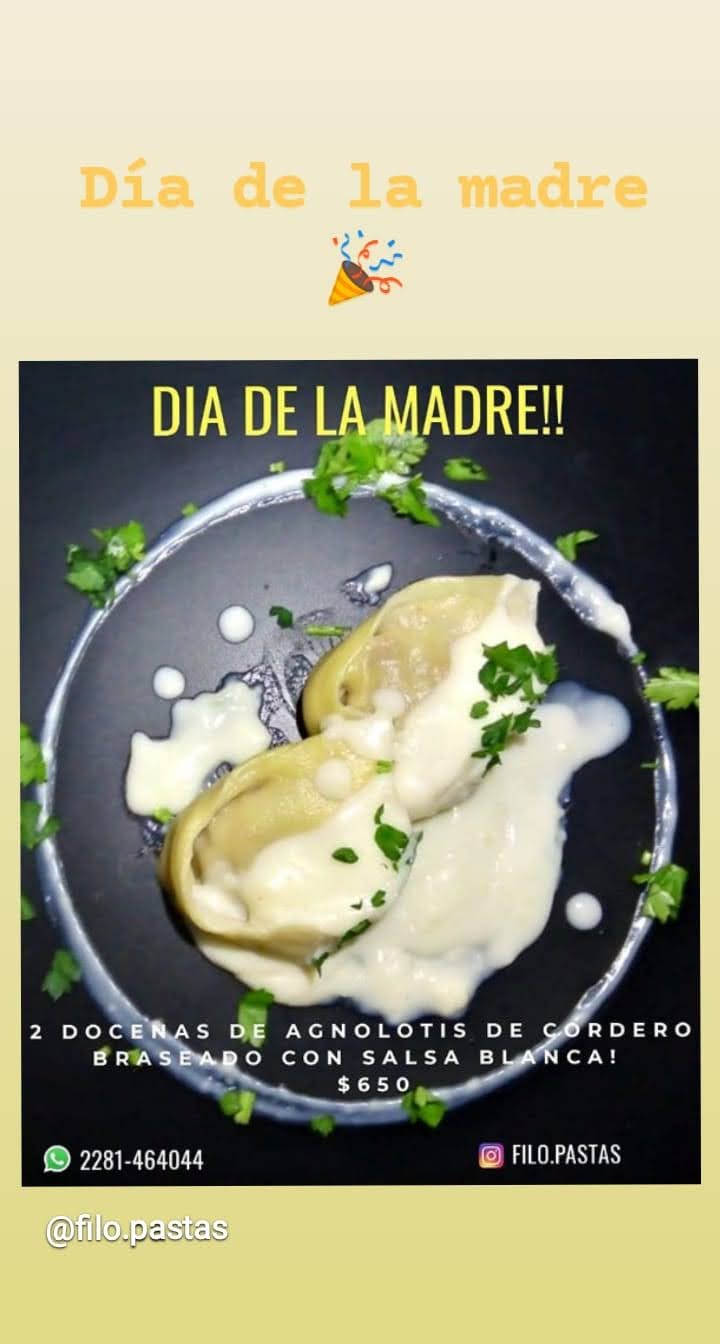 Día de la madre
DIA DE LA MADRE!!
2 DOCENAS DE AGNOLOTIS DE CORDERO
BRASEADO CON SALSA BLANCA!
$650
2281-464044
FILO.PASTAS
@filo.pastas